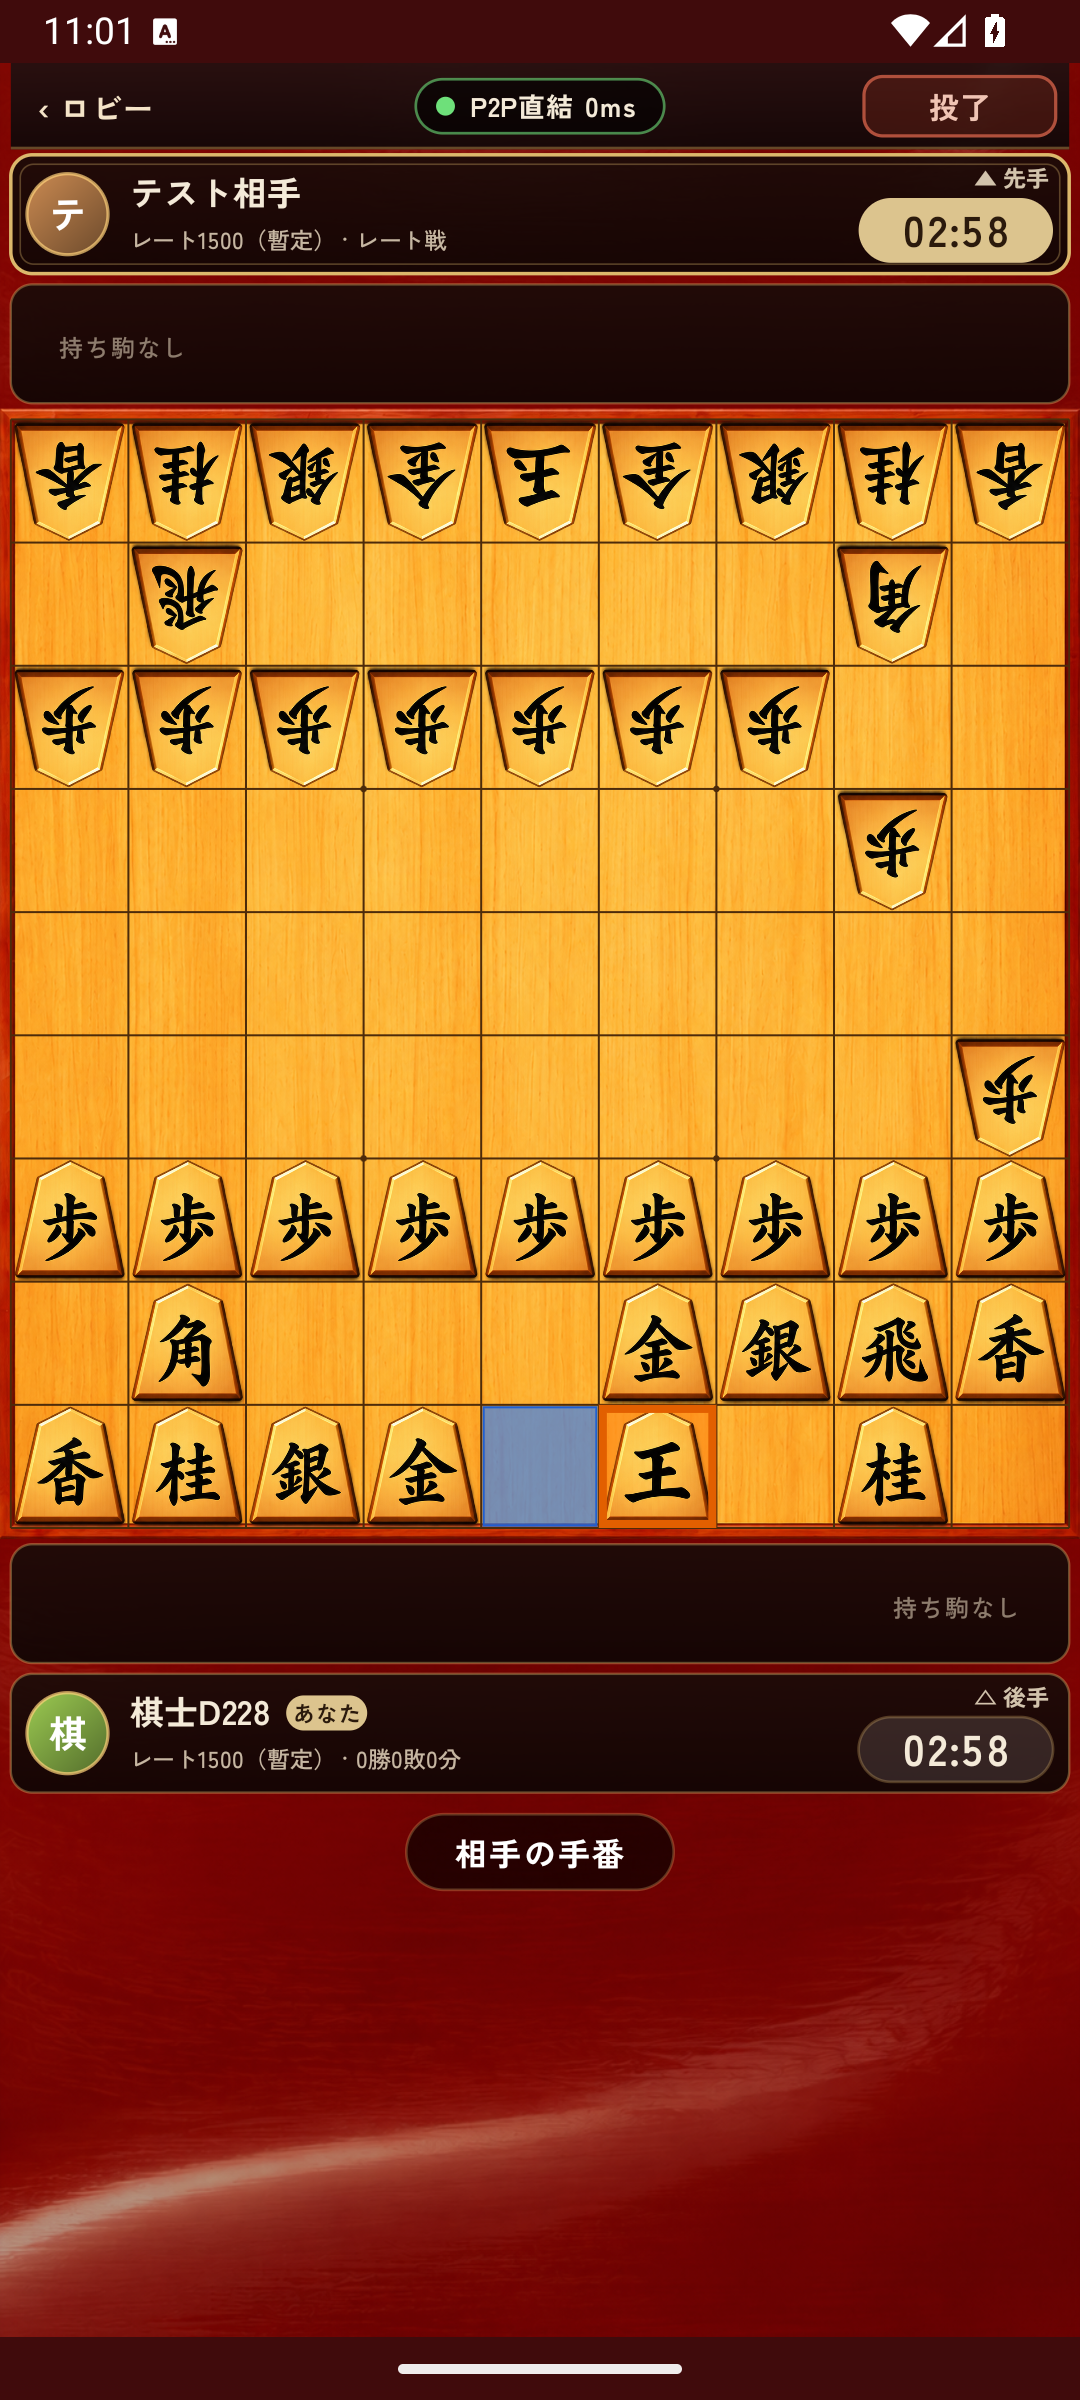 11:01
‹ ロビー
P2P直結 0ms
投了
テ
テスト相手
レート1500（暫定）・レート戦
▲ 先手
02:58
持ち駒なし
香 桂 銀 金 玉 金 銀 桂 香
飛 角
歩 歩 歩 歩 歩 歩 歩
歩
歩
歩 歩 歩 歩 歩 歩 歩 歩 歩
角 金 銀 飛 香
香 桂 銀 金 王 桂
持ち駒なし
棋
棋士D228 あなた
レート1500（暫定）・0勝0敗0分
△ 後手
02:58
相手の手番